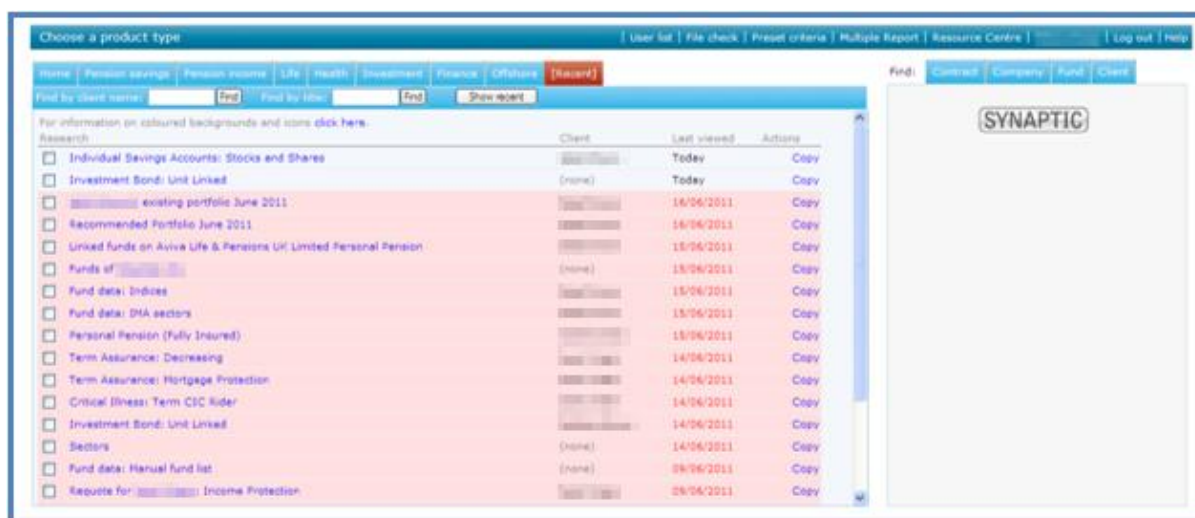 Choose a product type | User list | File check | Preset criteria | Multiple Report | Resource Centre | | Log out | Help
Home Pension savings Pension income Life Health Investment Finance Offshore [Recent] Find: Contract Company Fund Client
Find by client name: Find Find by title: Find Show recent
For information on coloured backgrounds and icons click here. SYNAPTIC
Research Client Last viewed Actions
Individual Savings Accounts: Stocks and Shares Today Copy
Investment Bond: Unit Linked (none) Today Copy
existing portfolio June 2011 16/06/2011 Copy
Recommended Portfolio June 2011 16/06/2011 Copy
Linked funds on Aviva Life & Pensions UK Limited Personal Pension 15/06/2011 Copy
Funds of (none) 15/06/2011 Copy
Fund data: Indices 15/06/2011 Copy
Fund data: IMA sectors 15/06/2011 Copy
Personal Pension (Fully Insured) 15/06/2011 Copy
Term Assurance: Decreasing 14/06/2011 Copy
Term Assurance: Mortgage Protection 14/06/2011 Copy
Critical Illness: Term CIC Rider 14/06/2011 Copy
Investment Bond: Unit Linked 14/06/2011 Copy
Sectors (none) 14/06/2011 Copy
Fund data: Manual fund list (none) 09/06/2011 Copy
Requote for : Income Protection 09/06/2011 Copy